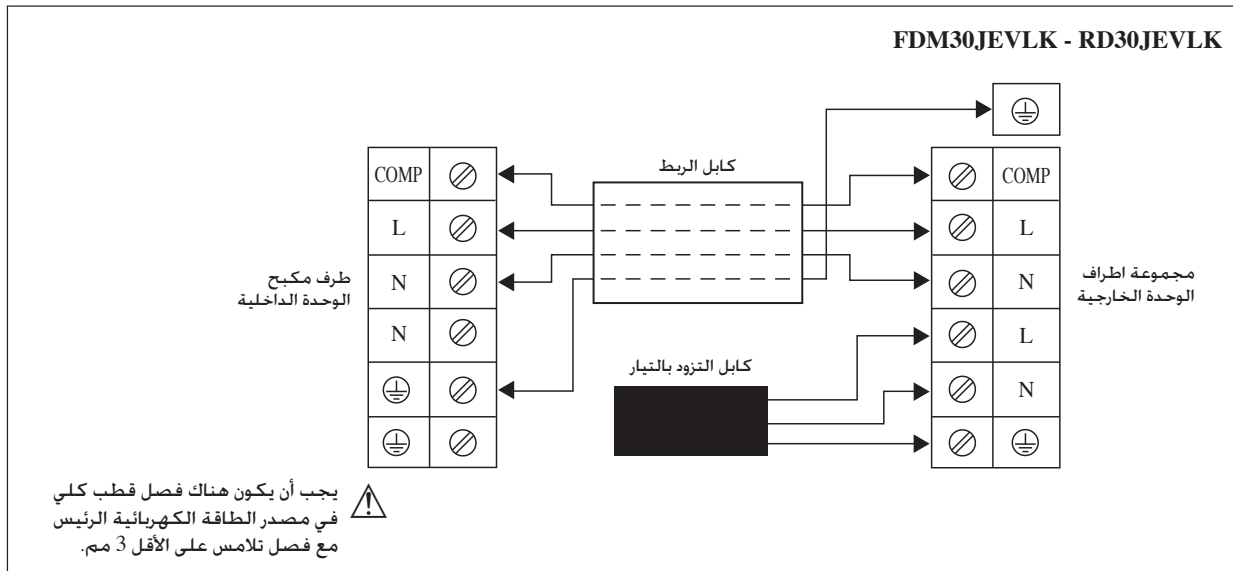 FDM30JEVLK - RD30JEVLK
كابل الربط
COMP
L
N
N
طرف مكبح
الوحدة الداخلية
COMP
L
N
L
N
مجموعة اطراف
الوحدة الخارجية
كابل التزود بالتيار
يجب أن يكون هناك فصل قطب كلي
في مصدر الطاقة الكهربائية الرئيس
مع فصل تلامس على الأقل 3 مم.